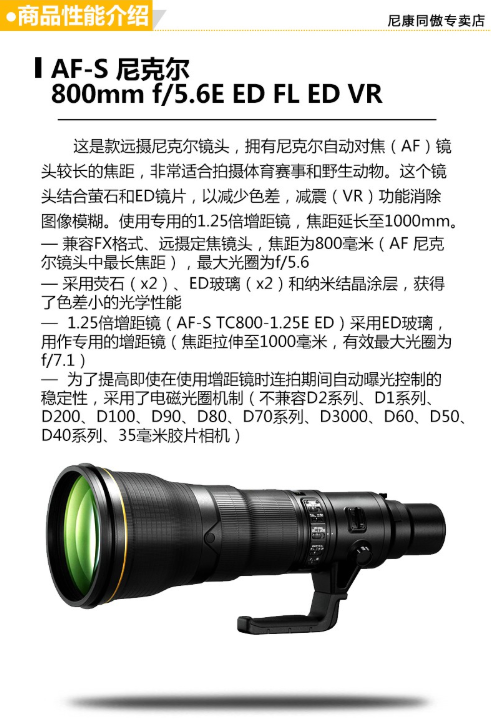 商品性能介绍
尼康同傲专卖店
AF-S 尼克尔
800mm f/5.6E ED FL ED VR
这是款远摄尼克尔镜头，拥有尼克尔自动对焦（AF）镜
头较长的焦距，非常适合拍摄体育赛事和野生动物。这个镜
头结合萤石和ED镜片，以减少色差，减震（VR）功能消除
图像模糊。使用专用的1.25倍增距镜，焦距延长至1000mm。
— 兼容FX格式、远摄定焦镜头，焦距为800毫米（AF 尼克
尔镜头中最长焦距），最大光圈为f/5.6
— 采用荧石（x2）、ED玻璃（x2）和纳米结晶涂层，获得
了色差小的光学性能
— 1.25倍增距镜（AF-S TC800-1.25E ED）采用ED玻璃，
用作专用的增距镜（焦距拉伸至1000毫米，有效最大光圈为
f/7.1）
— 为了提高即使在使用增距镜时连拍期间自动曝光控制的
稳定性，采用了电磁光圈机制（不兼容D2系列、D1系列、
D200、D100、D90、D80、D70系列、D3000、D60、D50、
D40系列、35毫米胶片相机）